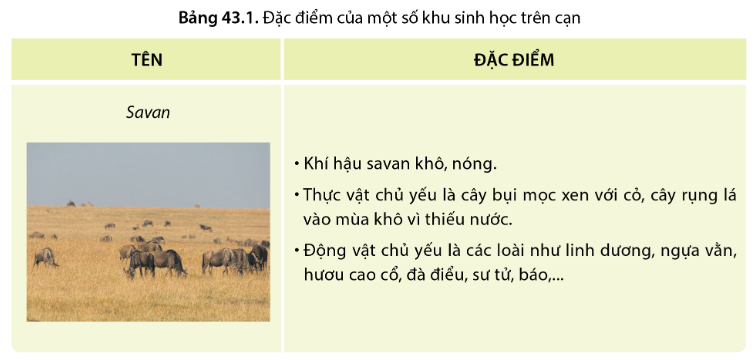 Bảng 43.1. Đặc điểm của một số khu sinh học trên cạn
TÊN
ĐẶC ĐIỂM
Savan
• Khí hậu savan khô, nóng.
• Thực vật chủ yếu là cây bụi mọc xen với cỏ, cây rụng lá
vào mùa khô vì thiếu nước.
• Động vật chủ yếu là các loài như linh dương, ngựa vằn,
hươu cao cổ, đà điểu, sư tử, báo,...